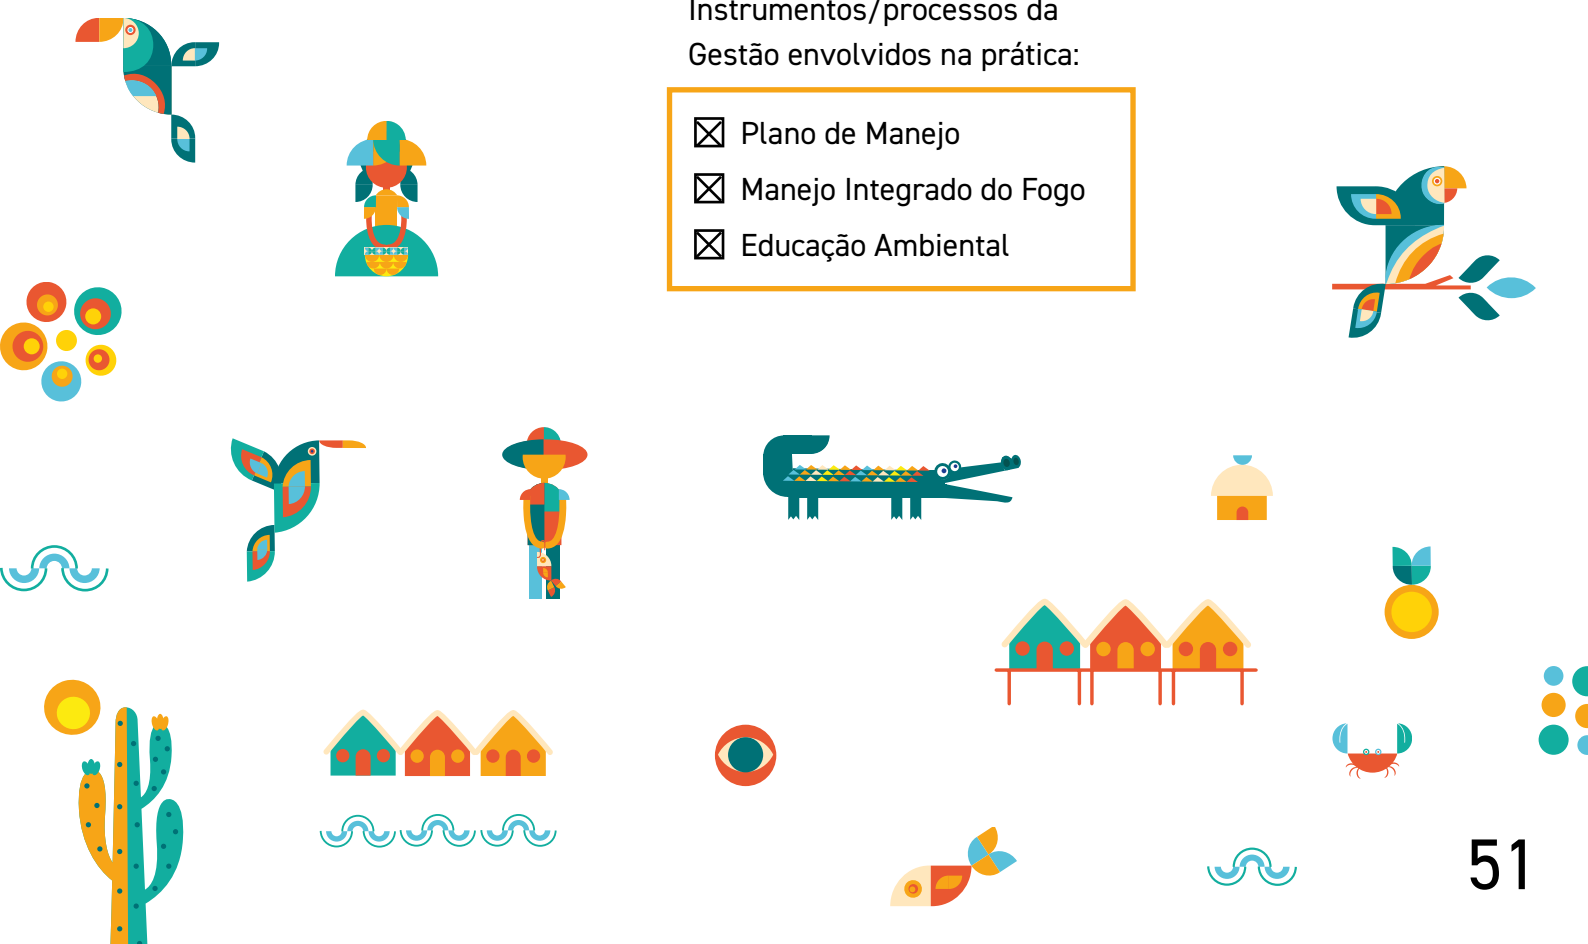 Instrumentos/processos da
Gestão envolvidos na prática:
☒ Plano de Manejo
☒ Manejo Integrado do Fogo
☒ Educação Ambiental
51